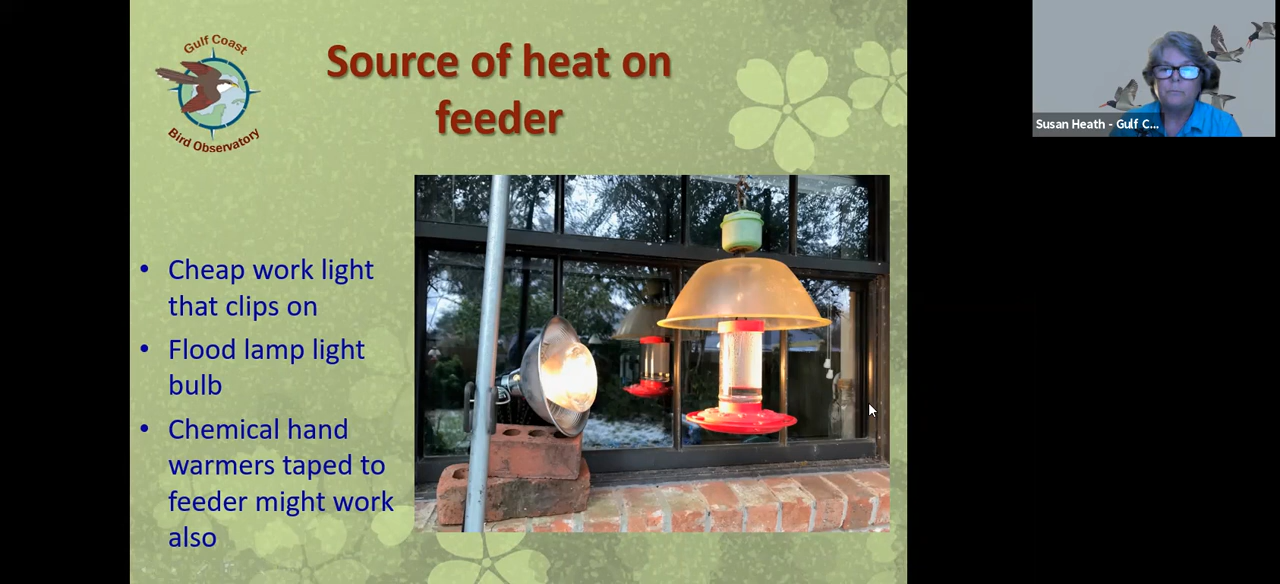 Gulf Coast
Bird Observatory
Source of heat on
feeder
• Cheap work light
that clips on
• Flood lamp light
bulb
• Chemical hand
warmers taped to
feeder might work
also
Susan Heath - Gulf C...